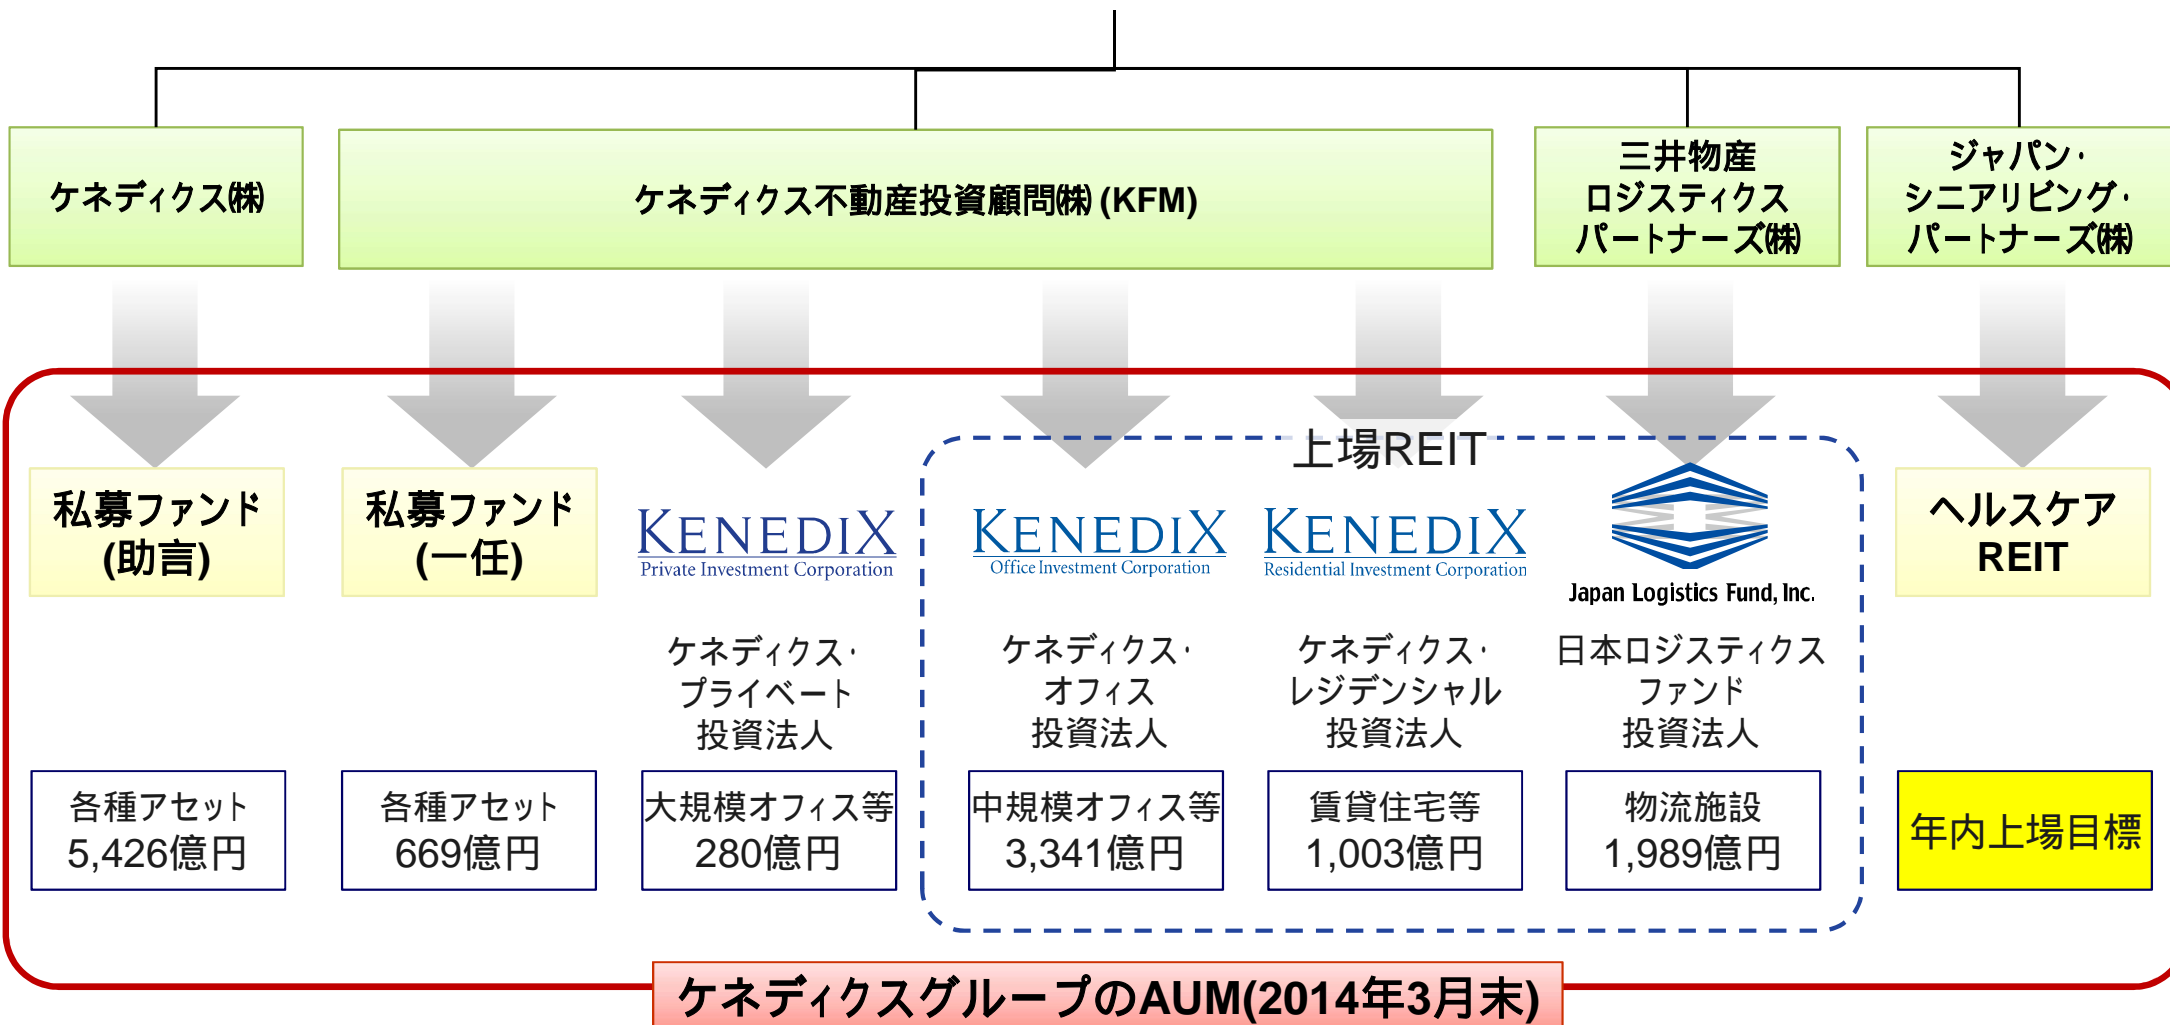 ケネディクス㈱
ケネディクス不動産投資顧問㈱ (KFM)
三井物産
ロジスティクス
パートナーズ㈱
ジャパン・
シニアリビング・
パートナーズ㈱
上場REIT
私募ファンド
(助言)
私募ファンド
(一任)
KENEDIX
Private Investment Corporation
KENEDIX
Office Investment Corporation
KENEDIX
Residential Investment Corporation
Japan Logistics Fund, Inc.
ヘルスケア
REIT
ケネディクス・
プライベート
投資法人
ケネディクス・
オフィス
投資法人
ケネディクス・
レジデンシャル
投資法人
日本ロジスティクス
ファンド
投資法人
各種アセット
5,426億円
各種アセット
669億円
大規模オフィス等
280億円
中規模オフィス等
3,341億円
賃貸住宅等
1,003億円
物流施設
1,989億円
年内上場目標
ケネディクスグループのAUM(2014年3月末)